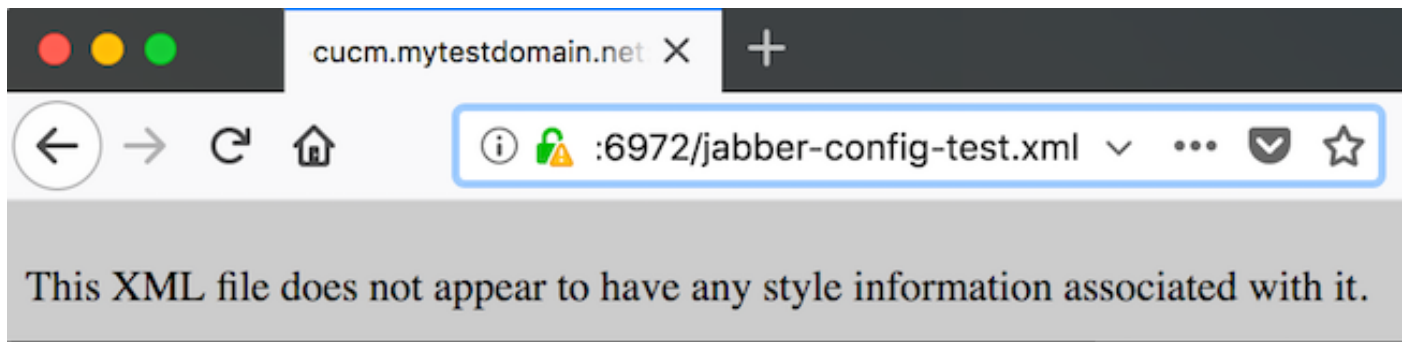 cucm.mytestdomain.net
:6972/jabber-config-test.xml
This XML file does not appear to have any style information associated with it.